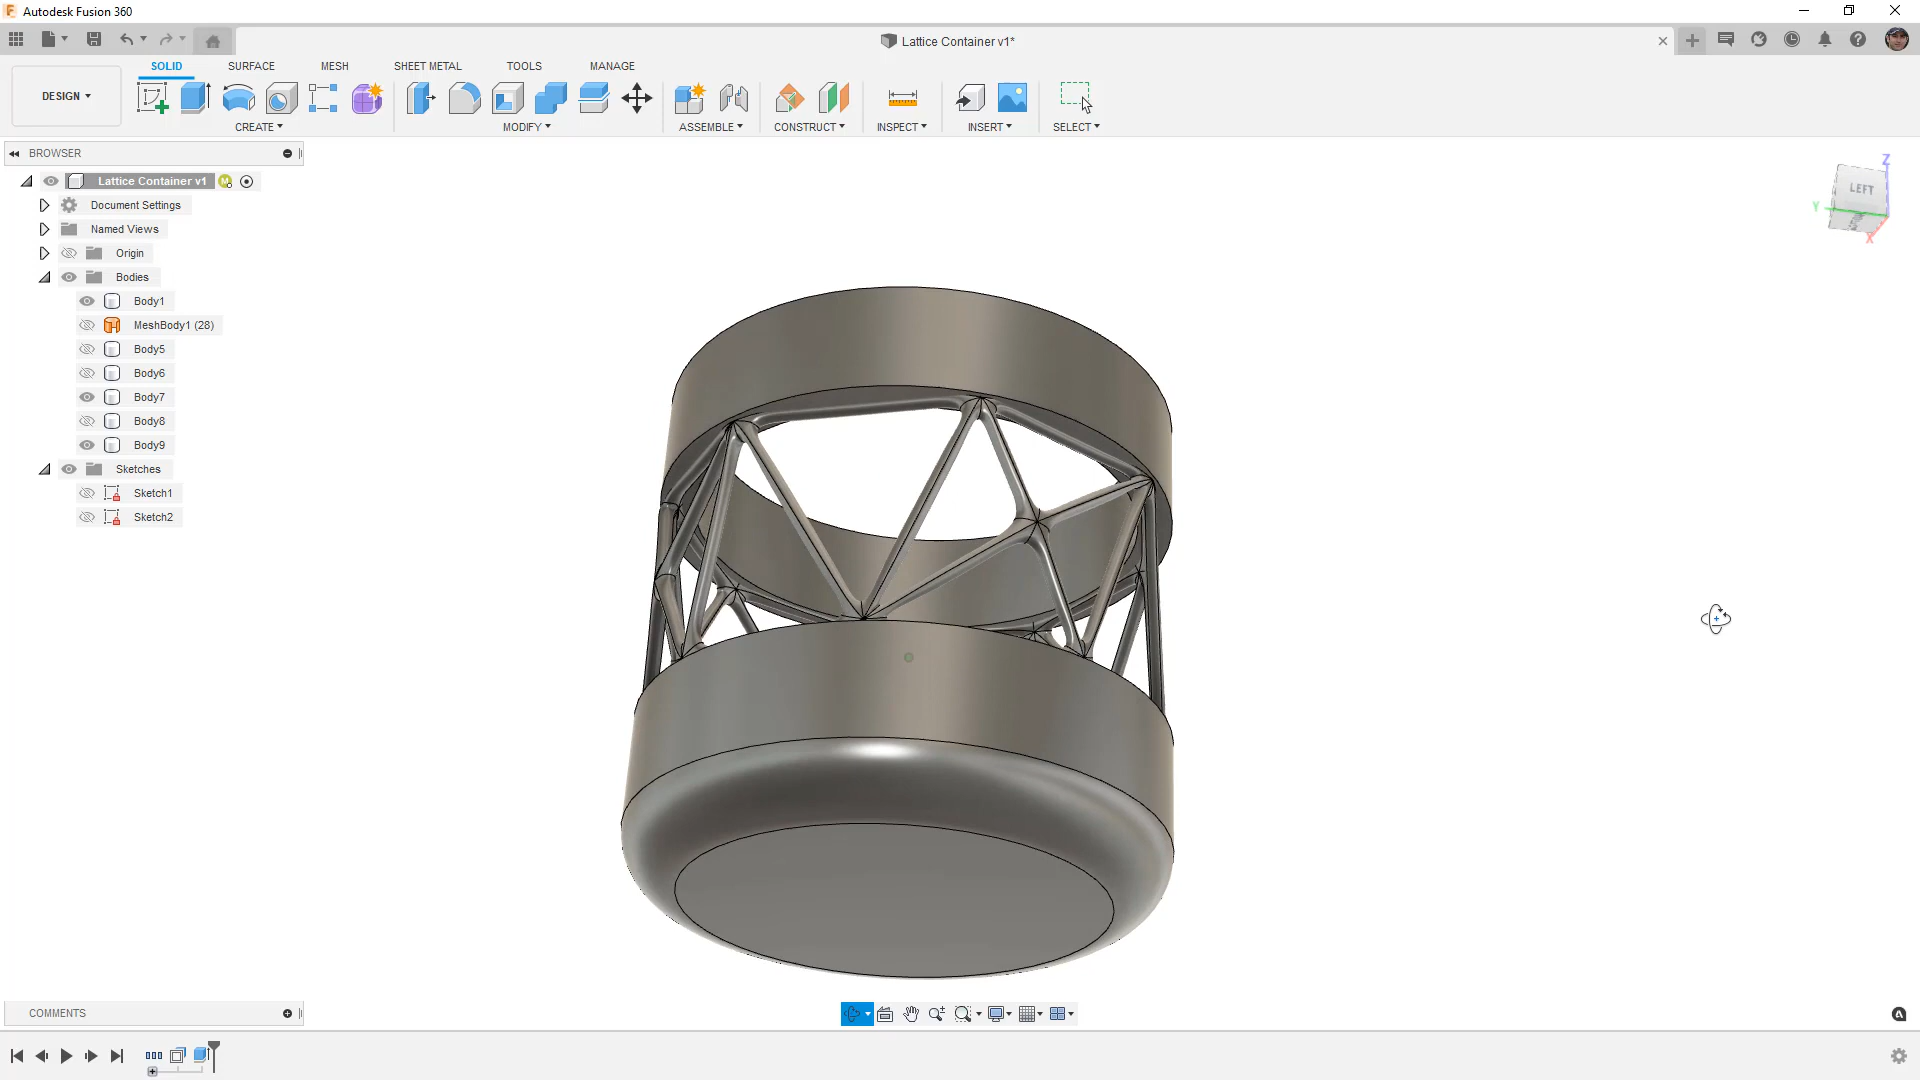 Autodesk Fusion 360
Lattice Container v1*
SOLID SURFACE MESH SHEET METAL TOOLS MANAGE
DESIGN
CREATE MODIFY ASSEMBLE CONSTRUCT INSPECT INSERT SELECT
BROWSER
Lattice Container v1
Document Settings
Named Views
Origin
Bodies
Body1
MeshBody1 (28)
Body5
Body6
Body7
Body8
Body9
Sketches
Sketch1
Sketch2
Z
LEFT
Y
X
COMMENTS